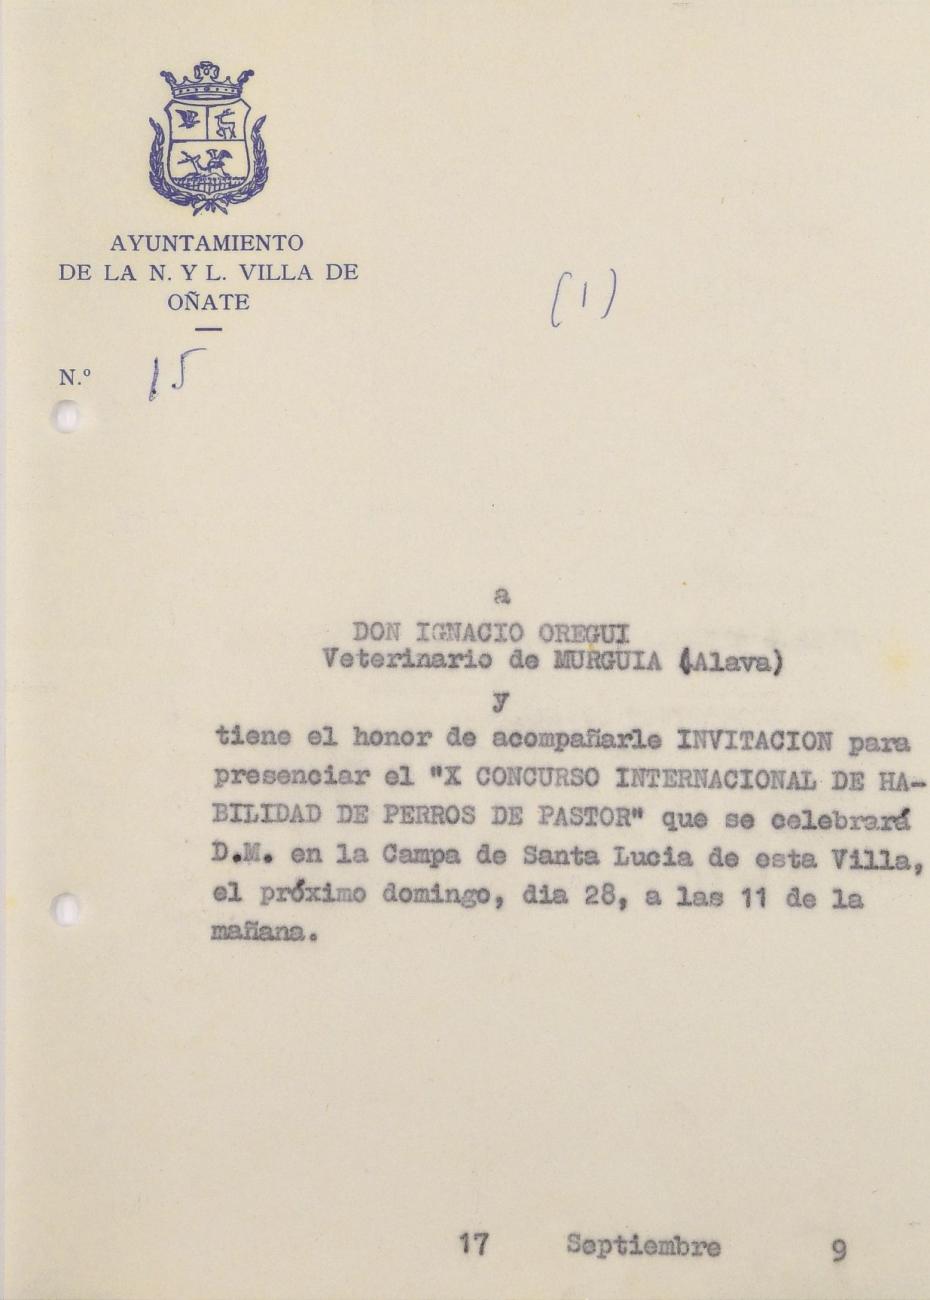 AYUNTAMIENTO
DE LA N. Y L. VILLA DE
OÑATE
(1)
N.º 15
a
DON IGNACIO OREGUI
Veterinario de MURGUIA (Alava)
y
tiene el honor de acompañarle INVITACION para
presenciar el "X CONCURSO INTERNACIONAL DE HA-
BILIDAD DE PERROS DE PASTOR" que se celebrará
D.M. en la Campa de Santa Lucia de esta Villa,
el próximo domingo, dia 28, a las 11 de la
mañana.
17 Septiembre 9